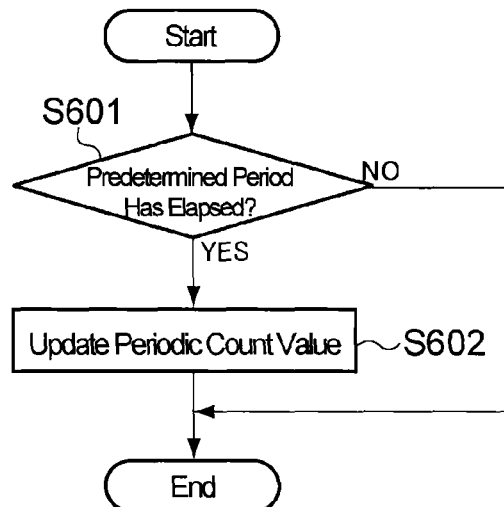 Start
S601
Predetermined Period
Has Elapsed?
NO
YES
Update Periodic Count Value
S602
End